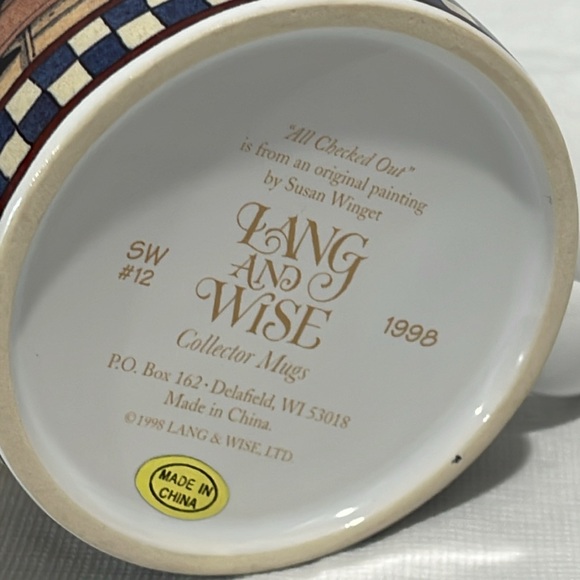 "All Checked Out"
is from an original painting
by Susan Winget
LANG
AND
WISE
SW
#12
1998
Collector Mugs
P.O. Box 162 · Delafield, WI 53018
Made in China.
©1998 LANG & WISE, LTD
MADE IN
CHINA